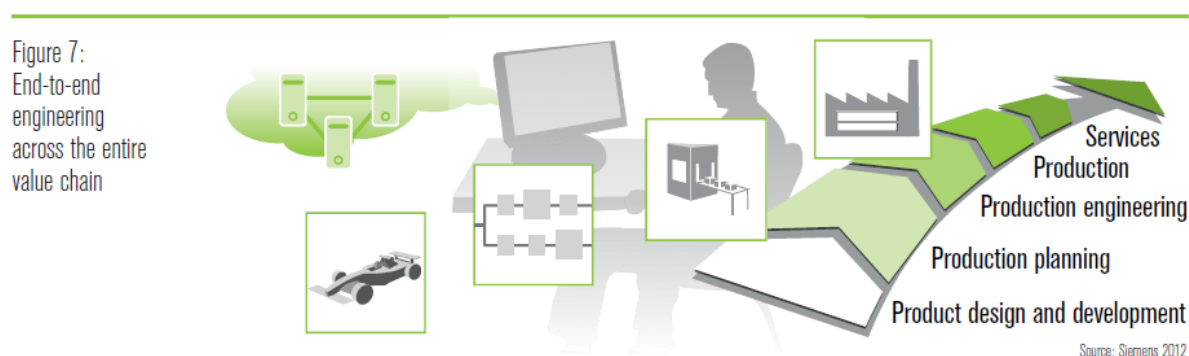 Figure 7:
End-to-end
engineering
across the entire
value chain
Services
Production
Production engineering
Production planning
Product design and development
Source: Siemens 2012